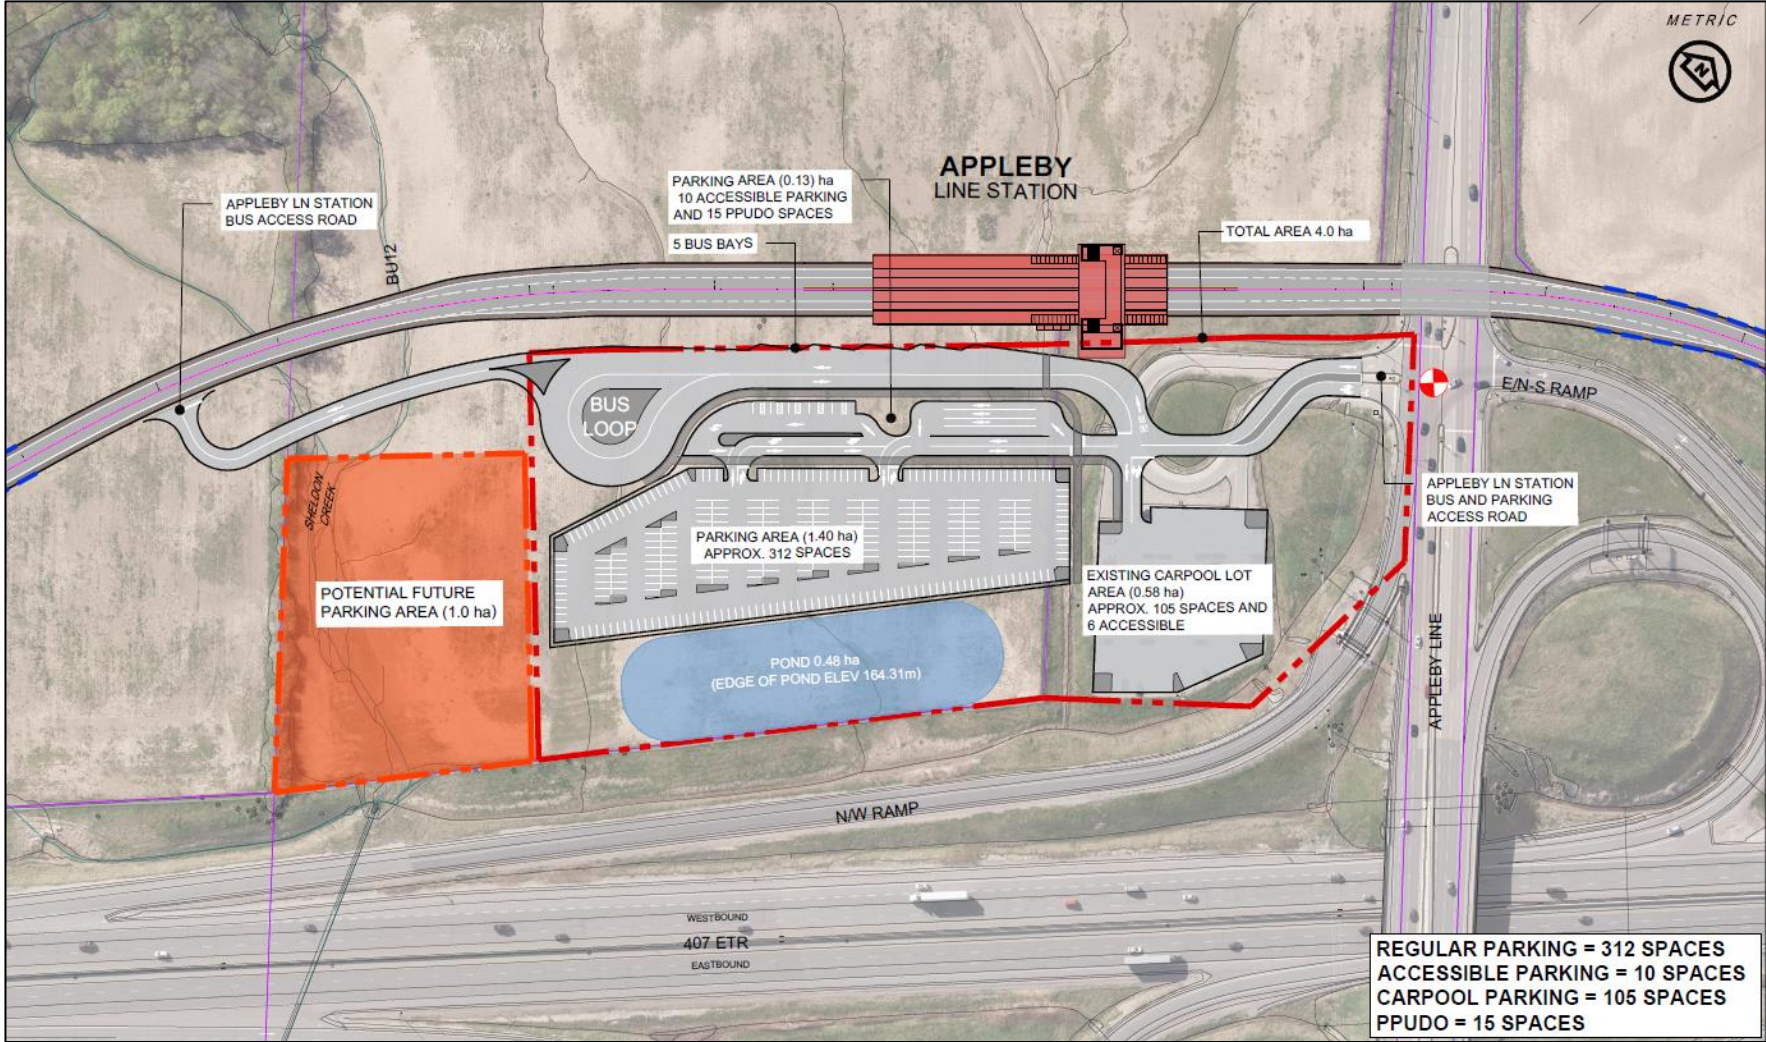 METRIC
N
APPLEBY
LINE STATION
PARKING AREA (0.13) ha
10 ACCESSIBLE PARKING
AND 15 PPUDO SPACES
APPLEBY LN STATION
BUS ACCESS ROAD
5 BUS BAYS
TOTAL AREA 4.0 ha
BU12
E/N-S RAMP
BUS
LOOP
SHELDON
CREEK
APPLEBY LN STATION
BUS AND PARKING
ACCESS ROAD
PARKING AREA (1.40 ha)
APPROX. 312 SPACES
POTENTIAL FUTURE
PARKING AREA (1.0 ha)
EXISTING CARPOOL LOT
AREA (0.58 ha)
APPROX. 105 SPACES AND
6 ACCESSIBLE
POND 0.48 ha
(EDGE OF POND ELEV 164.31m)
APPLEBY LINE
N/W RAMP
WESTBOUND
407 ETR
EASTBOUND
REGULAR PARKING = 312 SPACES
ACCESSIBLE PARKING = 10 SPACES
CARPOOL PARKING = 105 SPACES
PPUDO = 15 SPACES